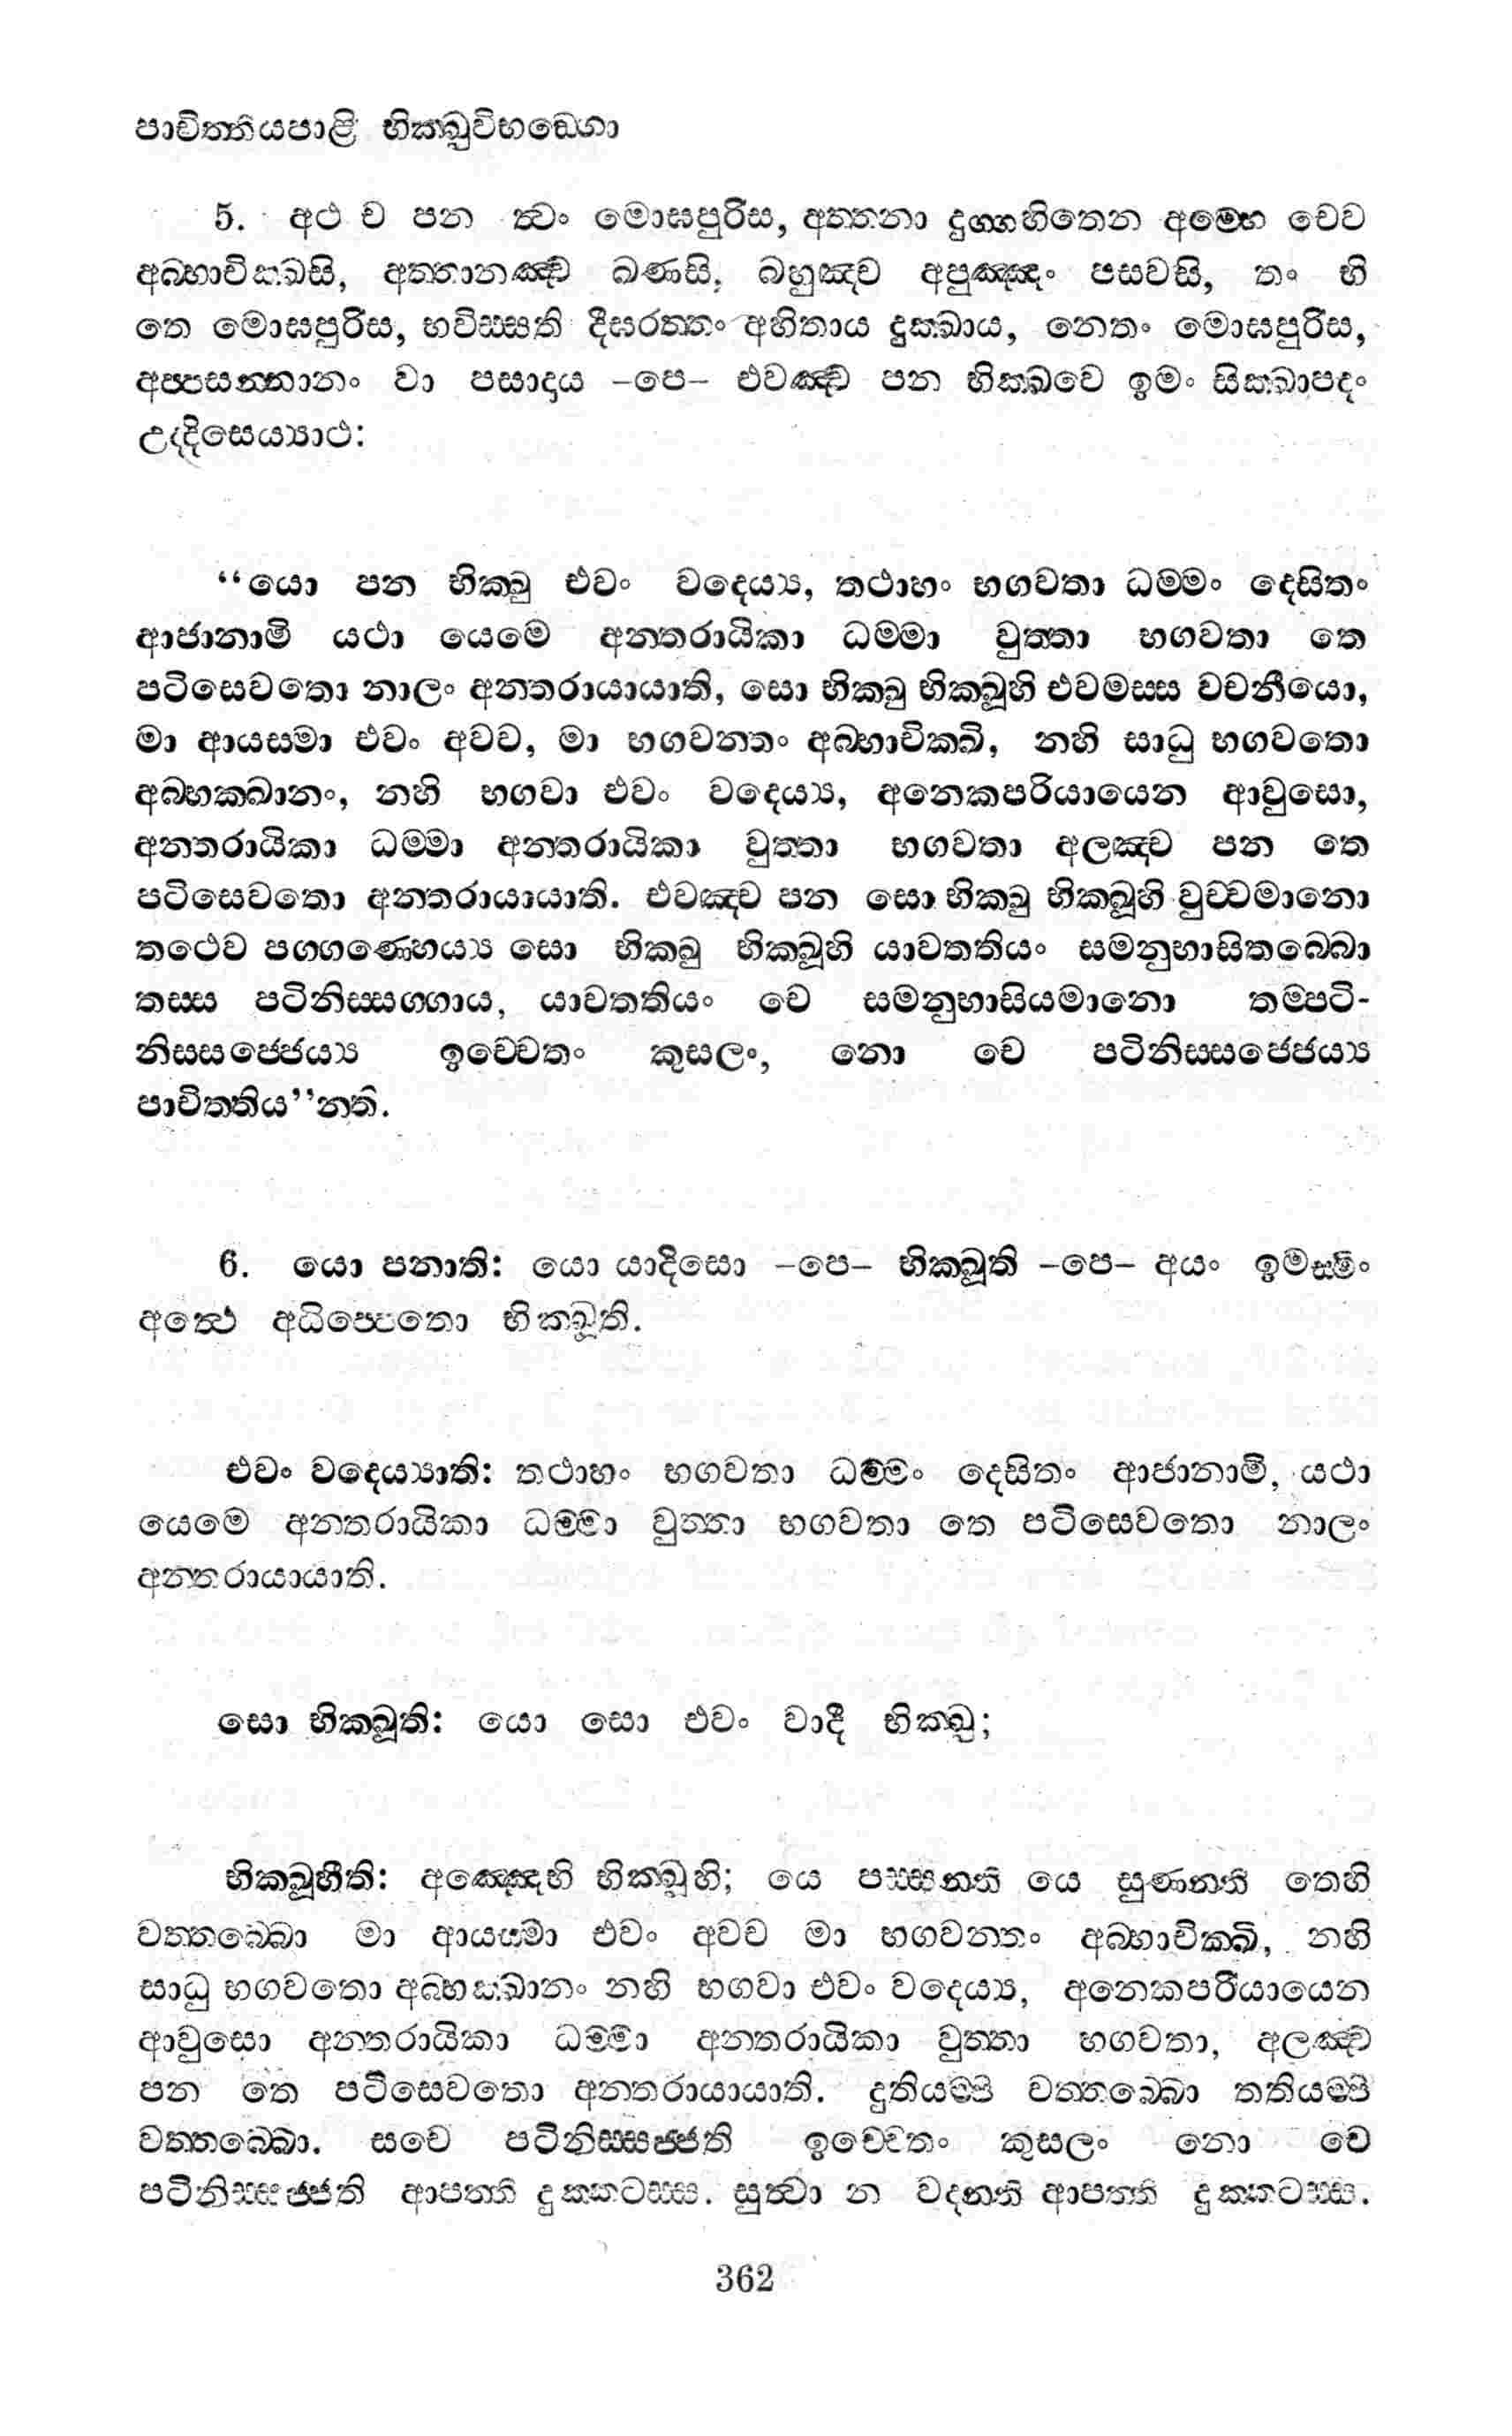 පාචිත්තියපාළි භික්ඛුවිභඞ්ගො
5. අථ ච පන ත්වං මොඝපුරිස, අත්තනා දුග්ගහිතෙන අම්හෙ චෙව
අබ්භාචික්ඛසි, අත්තානඤ්ච ඛණසි, බහුඤ්ච අපුඤ්ඤං පසවසි, තං හි
තෙ මොඝපුරිස, භවිස්සති දීඝරත්තං අහිතාය දුක්ඛාය, නෙතං මොඝපුරිස,
අප්පසන්නානං වා පසාදාය –පෙ– එවඤ්ච පන භික්ඛවෙ ඉමං සික්ඛාපදං
උද්දිසෙය්‍යාථ:
“යො පන භික්ඛු එවං වදෙය්‍ය, තථාහං භගවතා ධම්මං දෙසිතං
ආජානාමි යථා යෙමෙ අන්තරායිකා ධම්මා වුත්තා භගවතා තෙ
පටිසෙවතො නාලං අන්තරායායාති, සො භික්ඛු භික්ඛූහි එවමස්ස වචනීයො,
මා ආයස්මා එවං අවච, මා භගවන්තං අබ්භාචික්ඛි, නහි සාධු භගවතො
අබ්භක්ඛානං, නහි භගවා එවං වදෙය්‍ය, අනෙකපරියායෙන ආවුසො,
අන්තරායිකා ධම්මා අන්තරායිකා වුත්තා භගවතා අලඤ්ච පන තෙ
පටිසෙවතො අන්තරායායාති. එවඤ්ච පන සො භික්ඛු භික්ඛූහි වුච්චමානො
තථෙව පග්ගණ්හෙය්‍ය සො භික්ඛු භික්ඛූහි යාවතතියං සමනුභාසිතබ්බො
තස්ස පටිනිස්සග්ගාය, යාවතතියං චෙ සමනුභාසියමානො තම්පටි-
නිස්සජ්ජෙය්‍ය ඉච්චෙතං කුසලං, නො චෙ පටිනිස්සජ්ජෙය්‍ය
පාචිත්තිය”න්ති.
6. යො පනාති: යො යාදිසො –පෙ– භික්ඛූති –පෙ– අයං ඉමස්මිං
අත්ථෙ අධිප්පෙතො භික්ඛූති.
එවං වදෙය්‍යාති: තථාහං භගවතා ධම්මං දෙසිතං ආජානාමි, යථා
යෙමෙ අන්තරායිකා ධම්මා වුත්තා භගවතා තෙ පටිසෙවතො නාලං
අන්තරායායාති.
සො භික්ඛූති: යො සො එවං වාදී භික්ඛු;
භික්ඛූහීති: අඤ්ඤෙහි භික්ඛූහි; යෙ පස්සන්ති යෙ සුණන්ති තෙහි
වත්තබ්බො මා ආයස්මා එවං අවච මා භගවන්තං අබ්භාචික්ඛි, නහි
සාධු භගවතො අබ්භක්ඛානං නහි භගවා එවං වදෙය්‍ය, අනෙකපරියායෙන
ආවුසො අන්තරායිකා ධම්මා අන්තරායිකා වුත්තා භගවතා, අලඤ්ච
පන තෙ පටිසෙවතො අන්තරායායාති. දුතියම්පි වත්තබ්බො තතියම්පි
වත්තබ්බො. සචෙ පටිනිස්සජ්ජති ඉච්චෙතං කුසලං නො චෙ
පටිනිස්සජ්ජති ආපත්ති දුක්කටස්ස. සුත්වා න වදන්ති ආපත්ති දුක්කටස්ස.
362